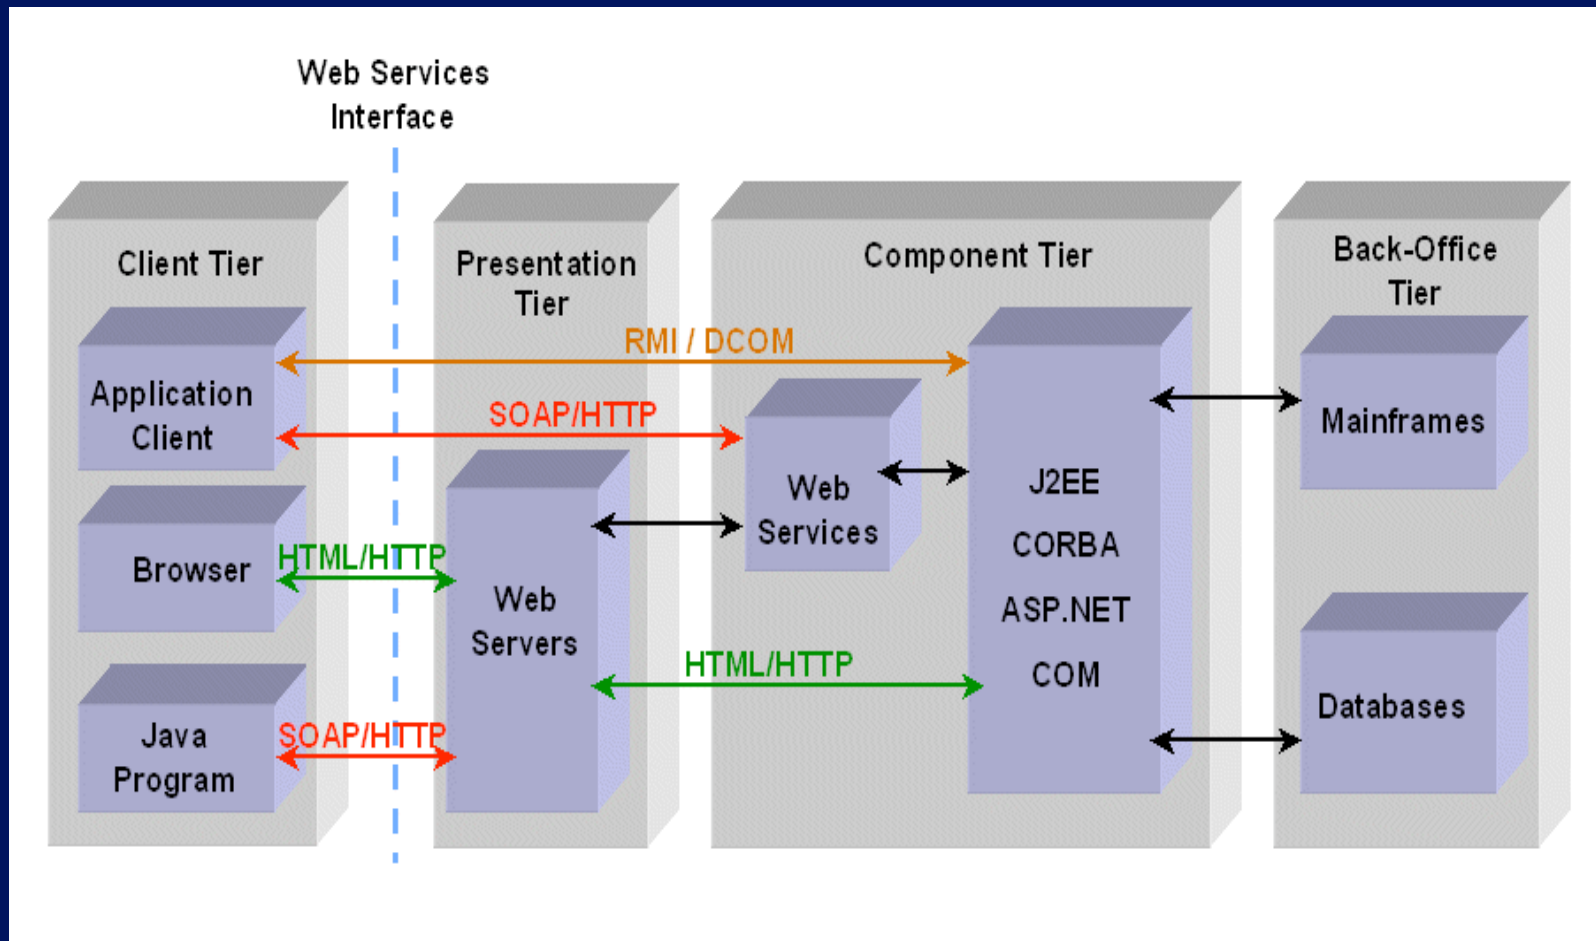 Web Services
Interface
Client Tier
Presentation
Tier
Component Tier
Back-Office
Tier
RMI / DCOM
Application
Client
SOAP/HTTP
Mainframes
Web
Services
J2EE
CORBA
ASP.NET
COM
Browser
HTML/HTTP
Web
Servers
HTML/HTTP
Databases
Java
Program
SOAP/HTTP